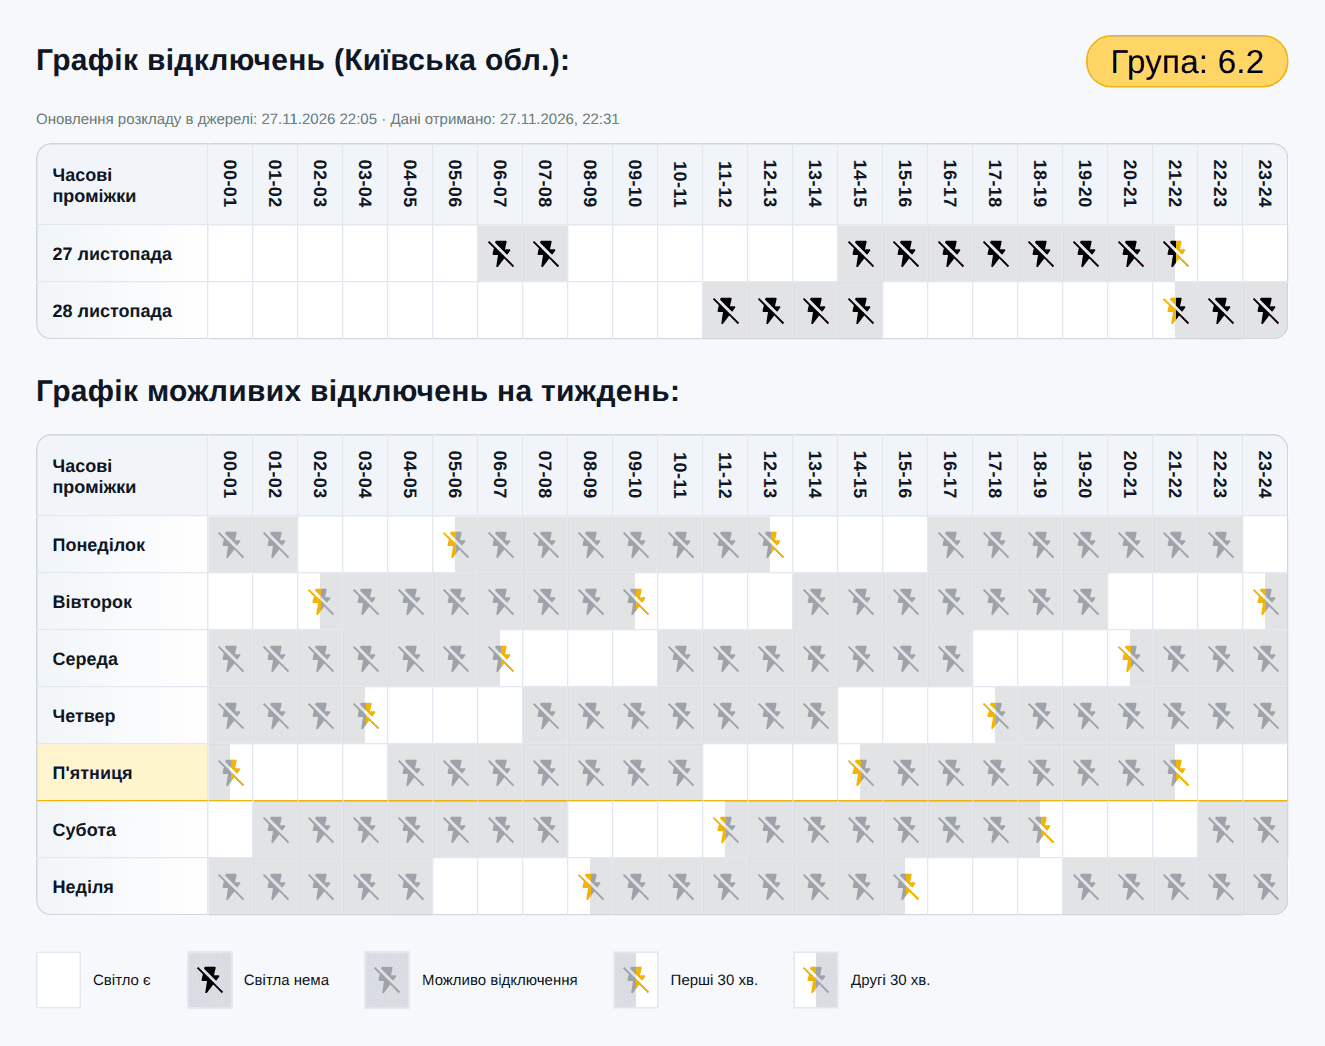 Графік відключень (Київська обл.):
Група: 6.2
Оновлення розкладу в джерелі: 27.11.2026 22:05 · Дані отримано: 27.11.2026, 22:31
Часові проміжки 00-01 01-02 02-03 03-04 04-05 05-06 06-07 07-08 08-09 09-10 10-11 11-12 12-13 13-14 14-15 15-16 16-17 17-18 18-19 19-20 20-21 21-22 22-23 23-24
27 листопада
28 листопада
Графік можливих відключень на тиждень:
Часові проміжки 00-01 01-02 02-03 03-04 04-05 05-06 06-07 07-08 08-09 09-10 10-11 11-12 12-13 13-14 14-15 15-16 16-17 17-18 18-19 19-20 20-21 21-22 22-23 23-24
Понеділок
Вівторок
Середа
Четвер
П'ятниця
Субота
Неділя
Світло є Світла нема Можливо відключення Перші 30 хв. Другі 30 хв.